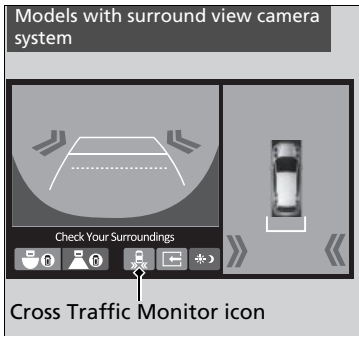 Models with surround view camera
system
Check Your Surroundings
Cross Traffic Monitor icon